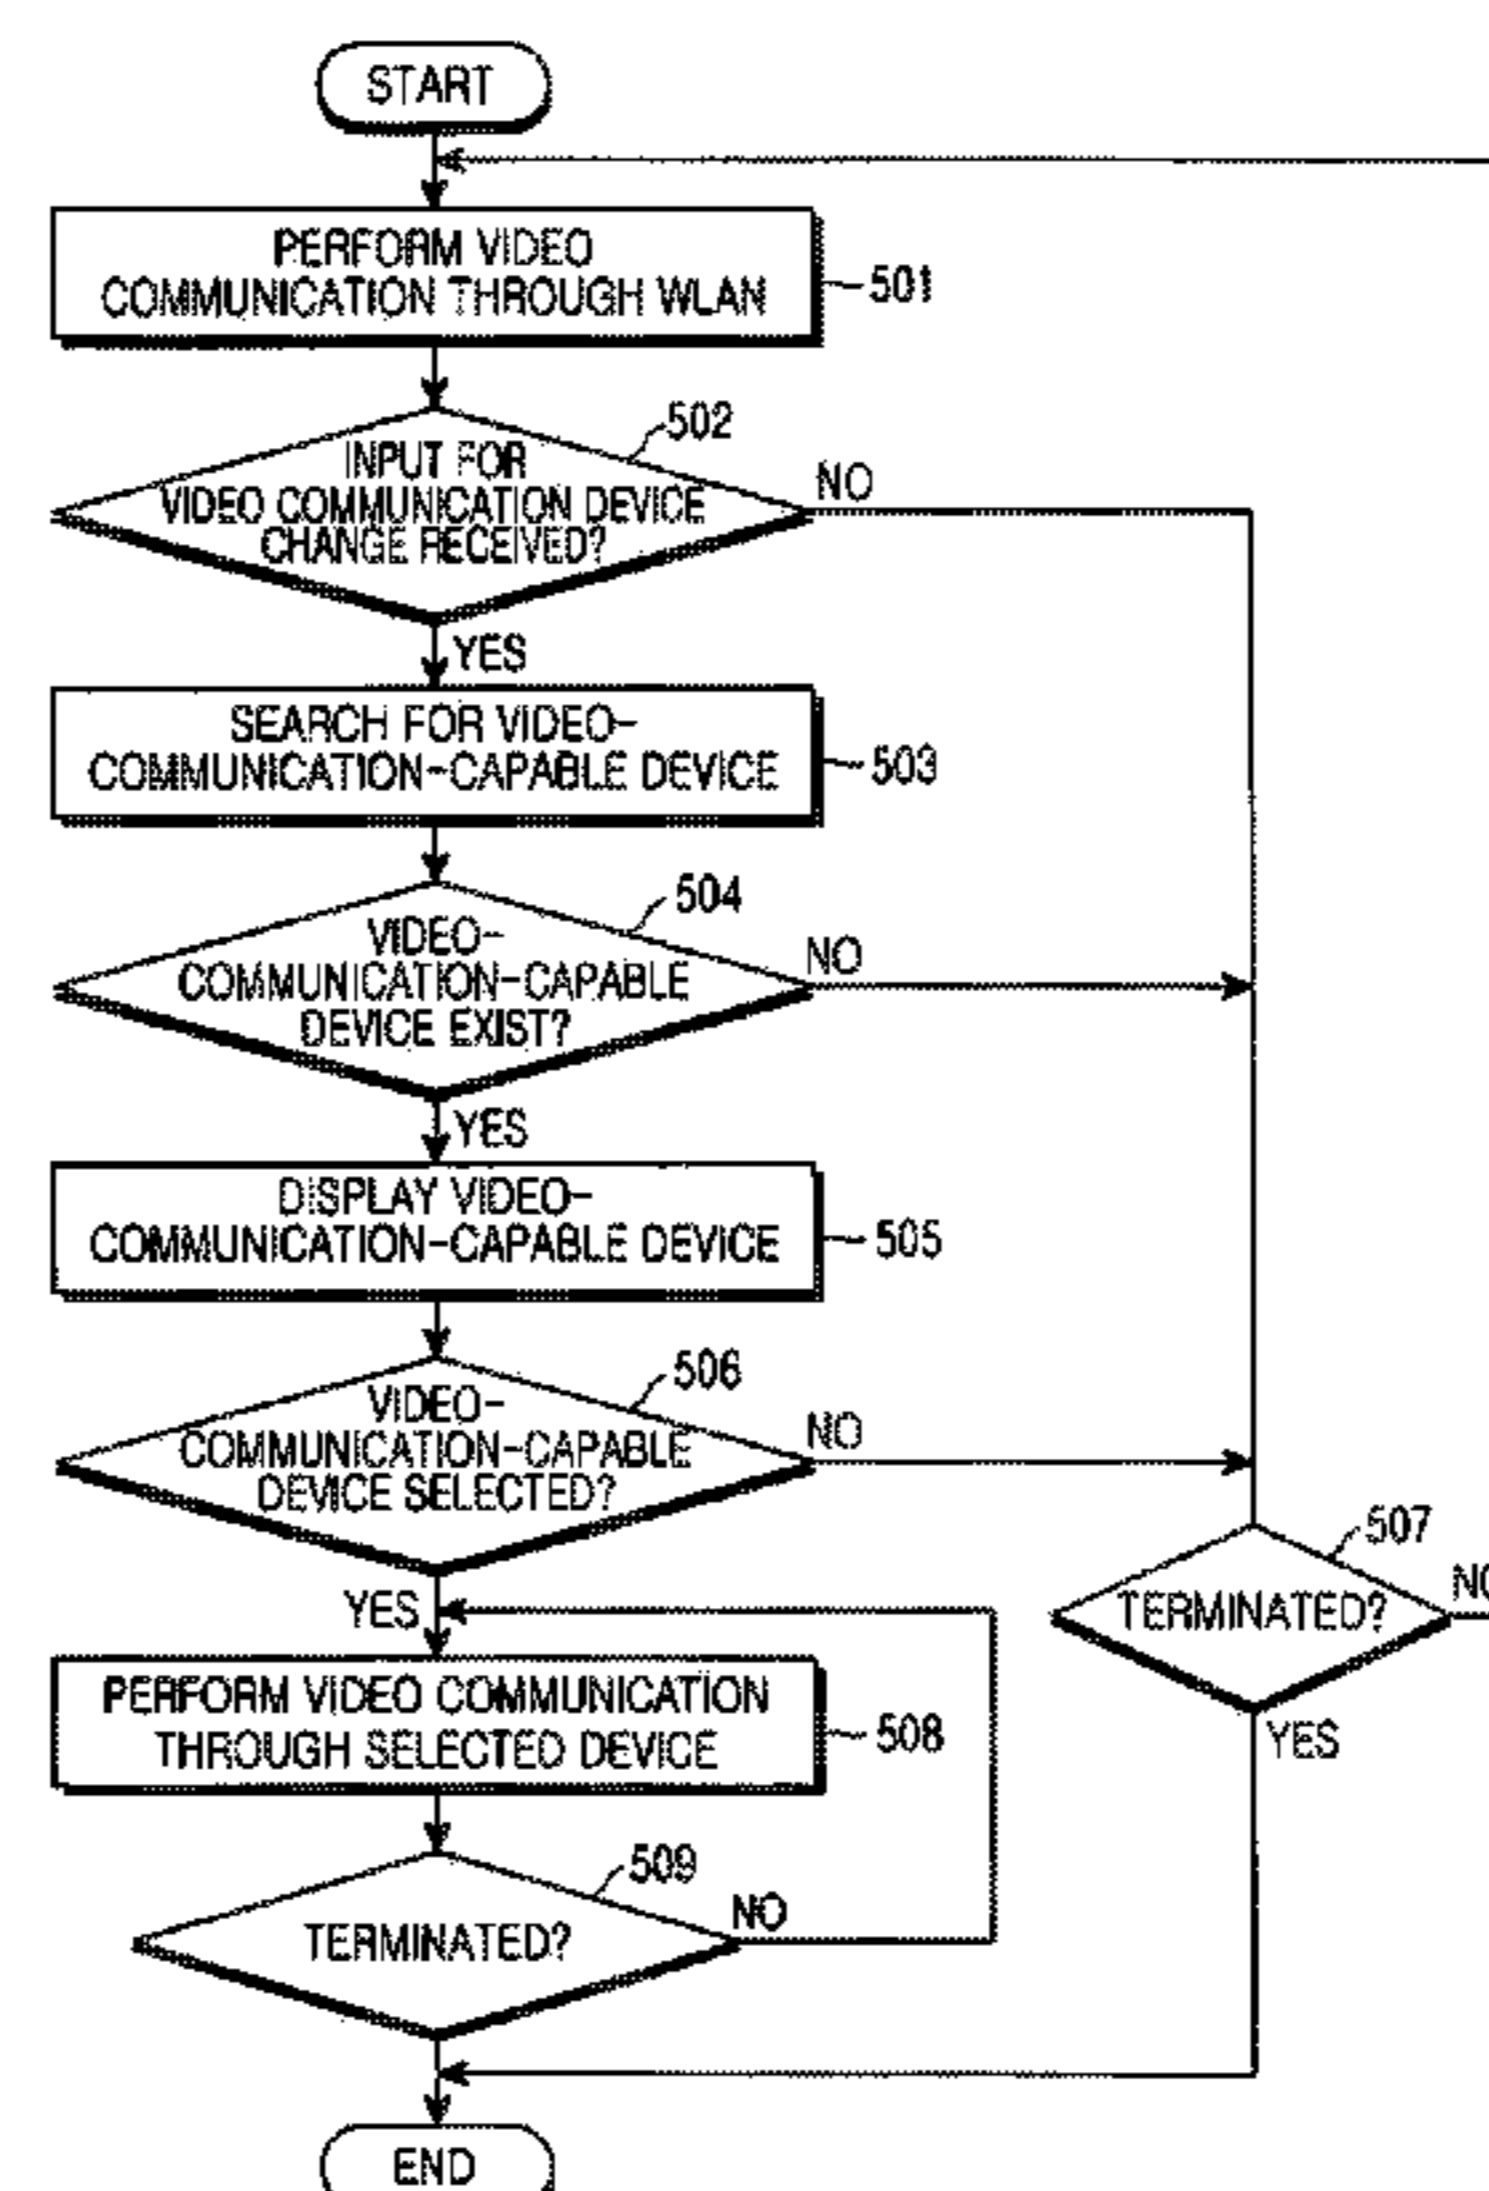 START
PERFORM VIDEO
COMMUNICATION THROUGH WLAN
501
502
INPUT FOR
VIDEO COMMUNICATION DEVICE
CHANGE RECEIVED?
NO
YES
SEARCH FOR VIDEO-
COMMUNICATION-CAPABLE DEVICE
503
504
VIDEO-
COMMUNICATION-CAPABLE
DEVICE EXIST?
NO
YES
DISPLAY VIDEO-
COMMUNICATION-CAPABLE DEVICE
505
506
VIDEO-
COMMUNICATION-CAPABLE
DEVICE SELECTED?
NO
507
TERMINATED?
NO
YES
YES
PERFORM VIDEO COMMUNICATION
THROUGH SELECTED DEVICE
508
509
TERMINATED?
NO
END